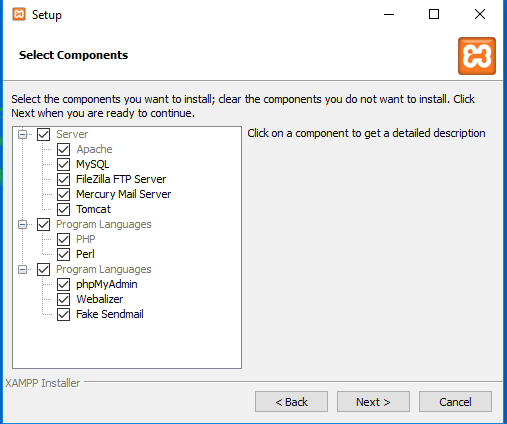 Setup
Select Components
Select the components you want to install; clear the components you do not want to install. Click
Next when you are ready to continue.
Server
Apache
MySQL
FileZilla FTP Server
Mercury Mail Server
Tomcat
Program Languages
PHP
Perl
Program Languages
phpMyAdmin
Webalizer
Fake Sendmail
Click on a component to get a detailed description
XAMPP Installer
< Back
Next >
Cancel